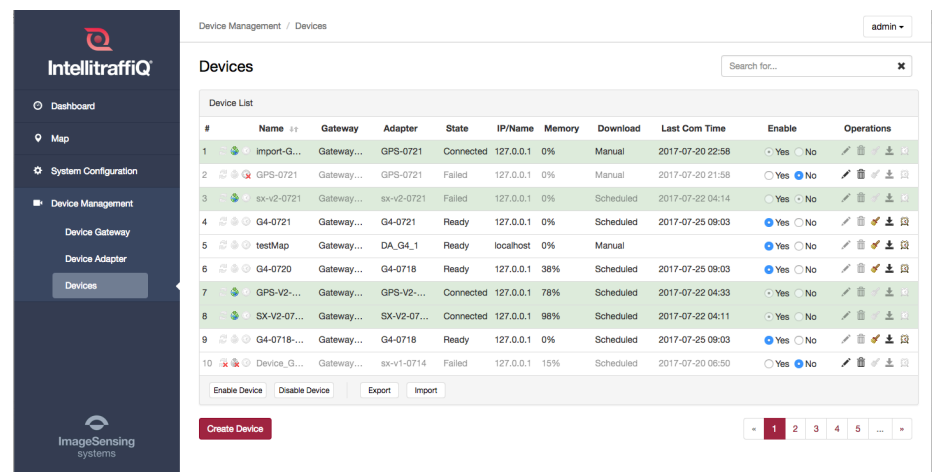 Device Management / Devices
admin
IntellitraffiQ
Devices
Search for...
Dashboard
Map
System Configuration
Device Management
Device Gateway
Device Adapter
Devices
Device List
# Name Gateway Adapter State IP/Name Memory Download Last Com Time Enable Operations
1 import-G... Gateway... GPS-0721 Connected 127.0.0.1 0% Manual 2017-07-20 22:58 Yes No
2 GPS-0721 Gateway... GPS-0721 Failed 127.0.0.1 0% Manual 2017-07-20 21:58 Yes No
3 sx-v2-0721 Gateway... sx-v2-0721 Failed 127.0.0.1 0% Scheduled 2017-07-22 04:14 Yes No
4 G4-0721 Gateway... G4-0721 Ready 127.0.0.1 0% Scheduled 2017-07-25 09:03 Yes No
5 testMap Gateway... DA_G4_1 Ready localhost 0% Manual Yes No
6 G4-0720 Gateway... G4-0718 Ready 127.0.0.1 38% Scheduled 2017-07-25 09:03 Yes No
7 GPS-V2-... Gateway... GPS-V2-... Connected 127.0.0.1 78% Scheduled 2017-07-22 04:33 Yes No
8 SX-V2-07... Gateway... SX-V2-07... Connected 127.0.0.1 98% Scheduled 2017-07-22 04:11 Yes No
9 G4-0718-... Gateway... G4-0718 Ready 127.0.0.1 0% Scheduled 2017-07-25 09:03 Yes No
10 Device_G... Gateway... sx-v1-0714 Failed 127.0.0.1 15% Scheduled 2017-07-20 06:50 Yes No
Enable Device Disable Device Export Import
Create Device
« 1 2 3 4 5 ... »
ImageSensing
systems